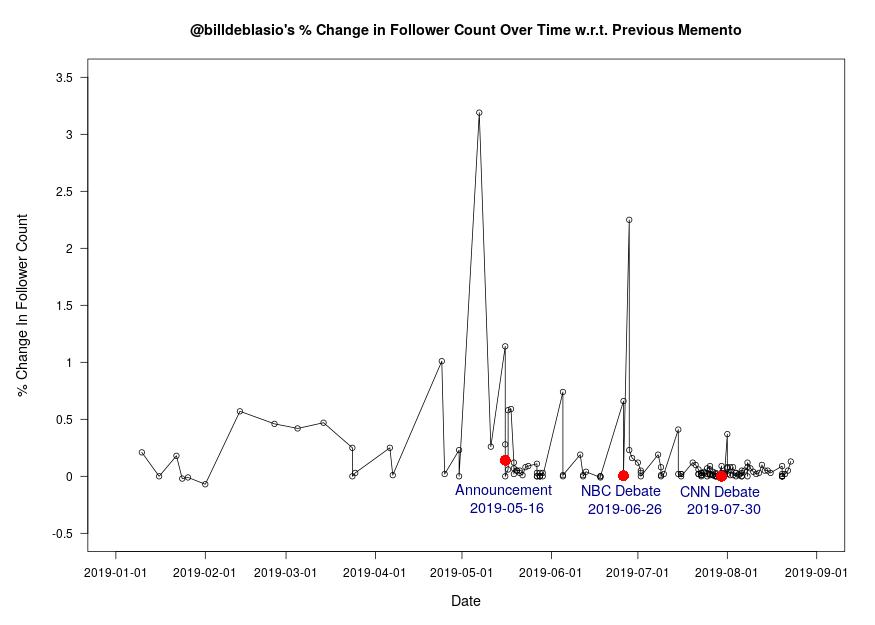 @billdeblasio's % Change in Follower Count Over Time w.r.t. Previous Memento
3.5
3
2.5
2
1.5
1
0.5
0
-0.5
% Change In Follower Count
Announcement
2019-05-16
NBC Debate
2019-06-26
CNN Debate
2019-07-30
2019-01-01 2019-02-01 2019-03-01 2019-04-01 2019-05-01 2019-06-01 2019-07-01 2019-08-01 2019-09-01
Date